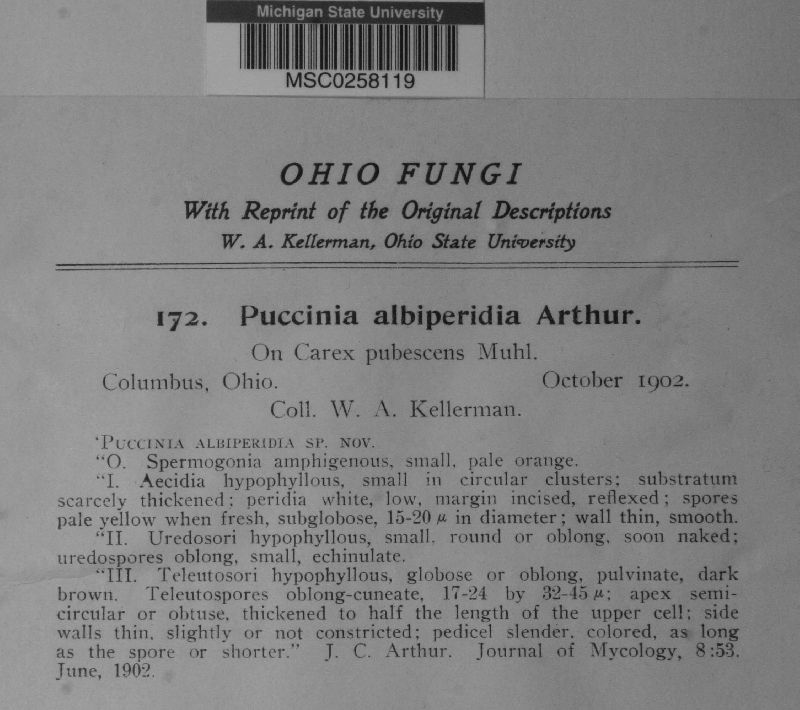 Michigan State University
MSC0258119
OHIO FUNGI
With Reprint of the Original Descriptions
W. A. Kellerman, Ohio State University
172. Puccinia albiperidia Arthur.
On Carex pubescens Muhl.
Columbus, Ohio. October 1902.
Coll. W. A. Kellerman.
'PUCCINIA ALBIPERIDIA SP. NOV.
"O. Spermogonia amphigenous, small, pale orange.
"I. Aecidia hypophyllous, small in circular clusters; substratum
scarcely thickened; peridia white, low, margin incised, reflexed; spores
pale yellow when fresh, subglobose, 15-20 µ in diameter; wall thin, smooth.
"II. Uredosori hypophyllous, small, round or oblong, soon naked;
uredospores oblong, small, echinulate.
"III. Teleutosori hypophyllous, globose or oblong, pulvinate, dark
brown. Teleutospores oblong-cuneate, 17-24 by 32-45 µ; apex semi-
circular or obtuse, thickened to half the length of the upper cell; side
walls thin, slightly or not constricted; pedicel slender, colored, as long
as the spore or shorter." J. C. Arthur. Journal of Mycology, 8:53.
June, 1902.